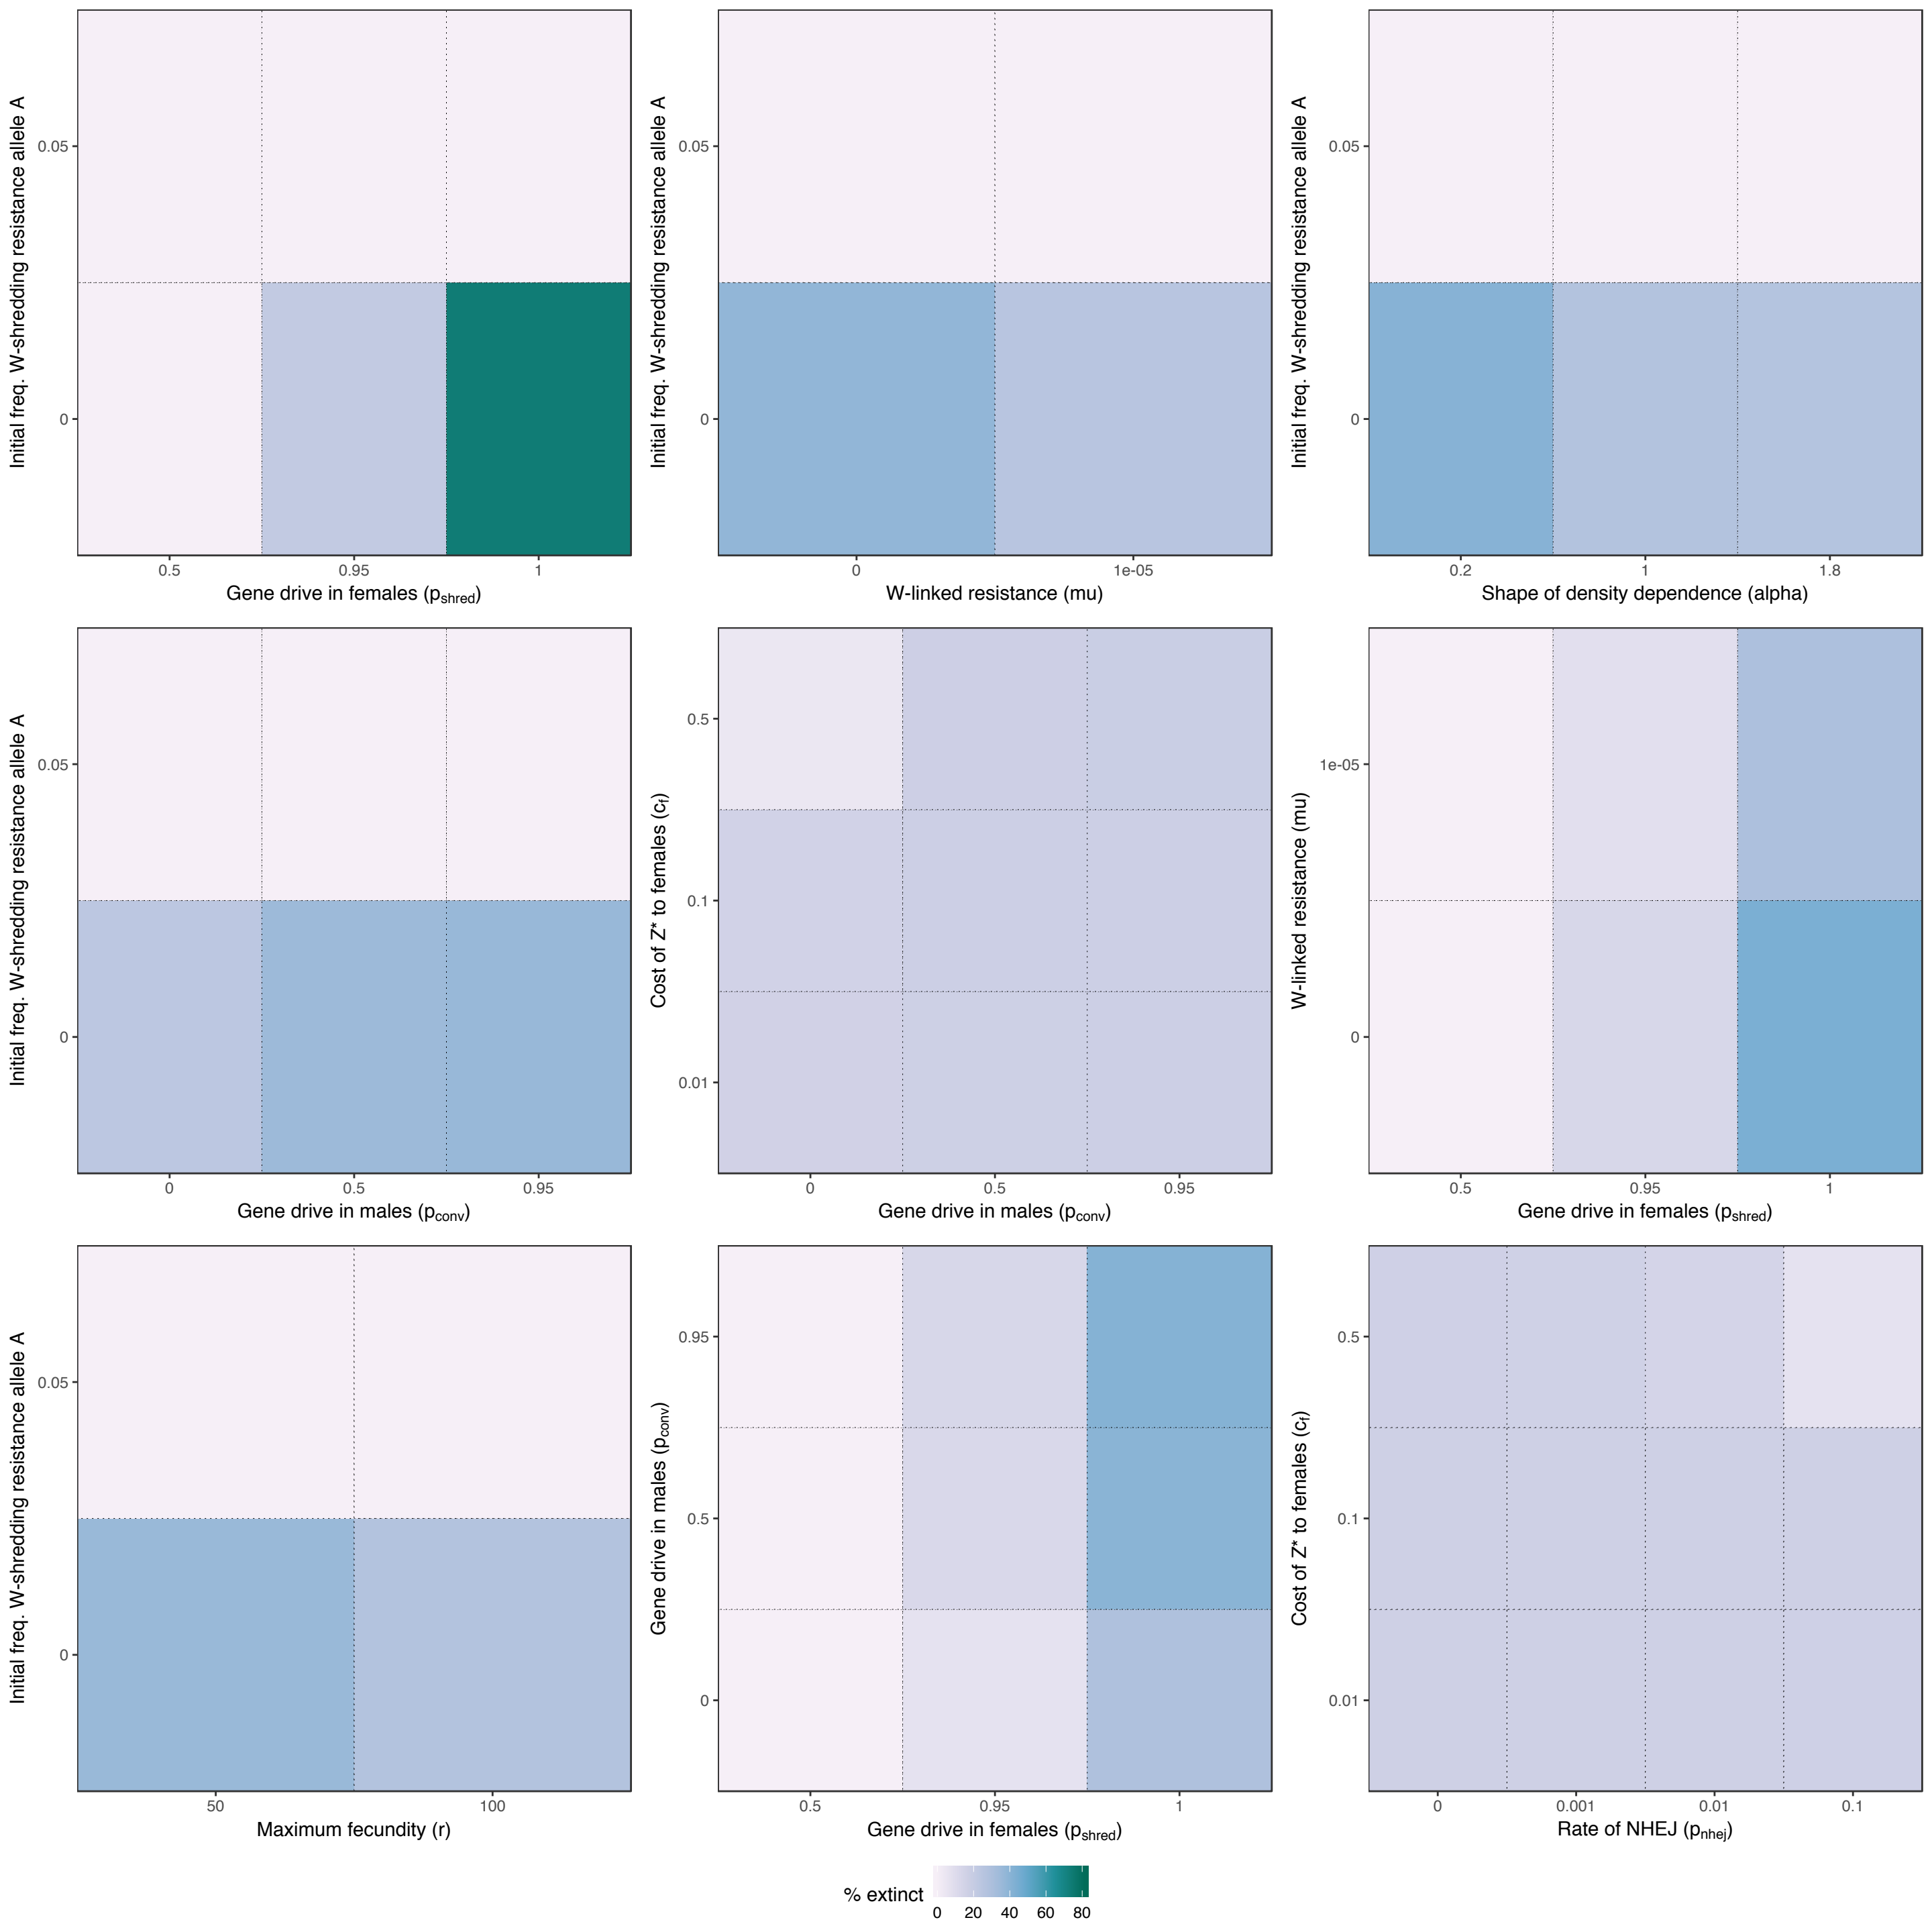 Initial freq. W-shredding resistance allele A
0.05
0
0.5 0.95 1
Gene drive in females (pshred)
Initial freq. W-shredding resistance allele A
0.05
0
0 1e-05
W-linked resistance (mu)
Initial freq. W-shredding resistance allele A
0.05
0
0.2 1 1.8
Shape of density dependence (alpha)
Initial freq. W-shredding resistance allele A
0.05
0
0 0.5 0.95
Gene drive in males (pconv)
Cost of Z* to females (cf)
0.5
0.1
0.01
0 0.5 0.95
Gene drive in males (pconv)
W-linked resistance (mu)
1e-05
0
0.5 0.95 1
Gene drive in females (pshred)
Initial freq. W-shredding resistance allele A
0.05
0
50 100
Maximum fecundity (r)
Gene drive in males (pconv)
0.95
0.5
0
0.5 0.95 1
Gene drive in females (pshred)
Cost of Z* to females (cf)
0.5
0.1
0.01
0 0.001 0.01 0.1
Rate of NHEJ (pnhej)
% extinct
0 20 40 60 80